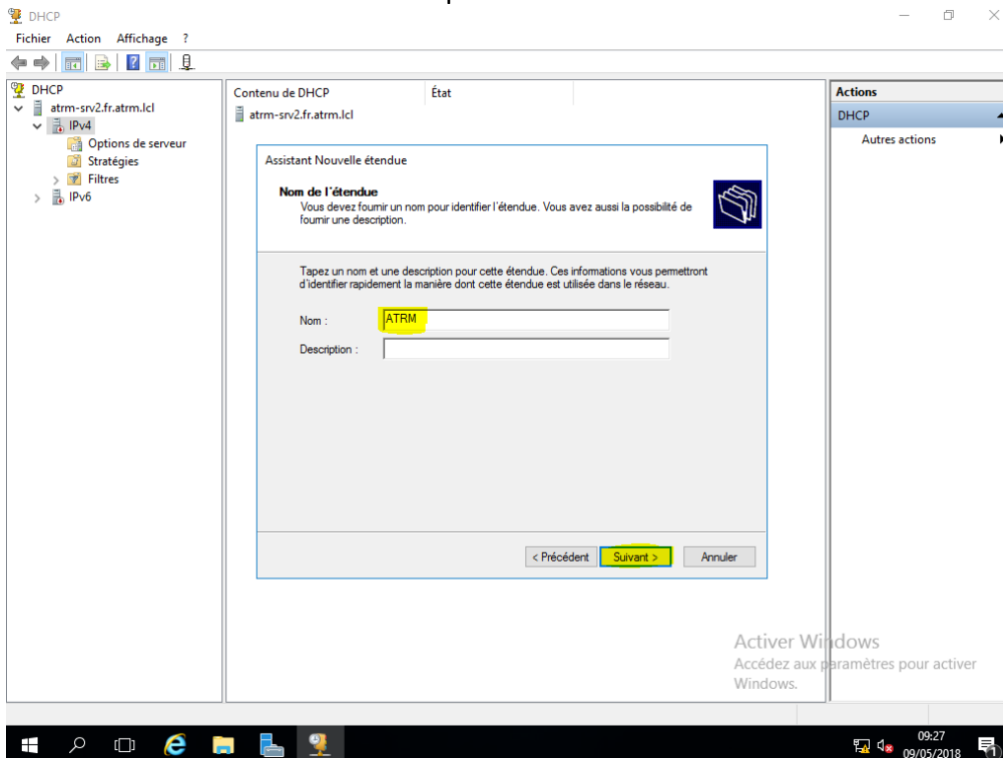 DHCP
Fichier Action Affichage ?
DHCP
atrm-srv2.fr.atrm.lcl
IPv4
Options de serveur
Stratégies
Filtres
IPv6
Contenu de DHCP État
atrm-srv2.fr.atrm.lcl
Actions
DHCP
Autres actions
Assistant Nouvelle étendue
Nom de l'étendue
Vous devez fournir un nom pour identifier l'étendue. Vous avez aussi la possibilité de
fournir une description.
Tapez un nom et une description pour cette étendue. Ces informations vous permettront
d'identifier rapidement la manière dont cette étendue est utilisée dans le réseau.
Nom : ATRM
Description :
< Précédent Suivant > Annuler
Activer Windows
Accédez aux paramètres pour activer
Windows.
09:27
09/05/2018
1